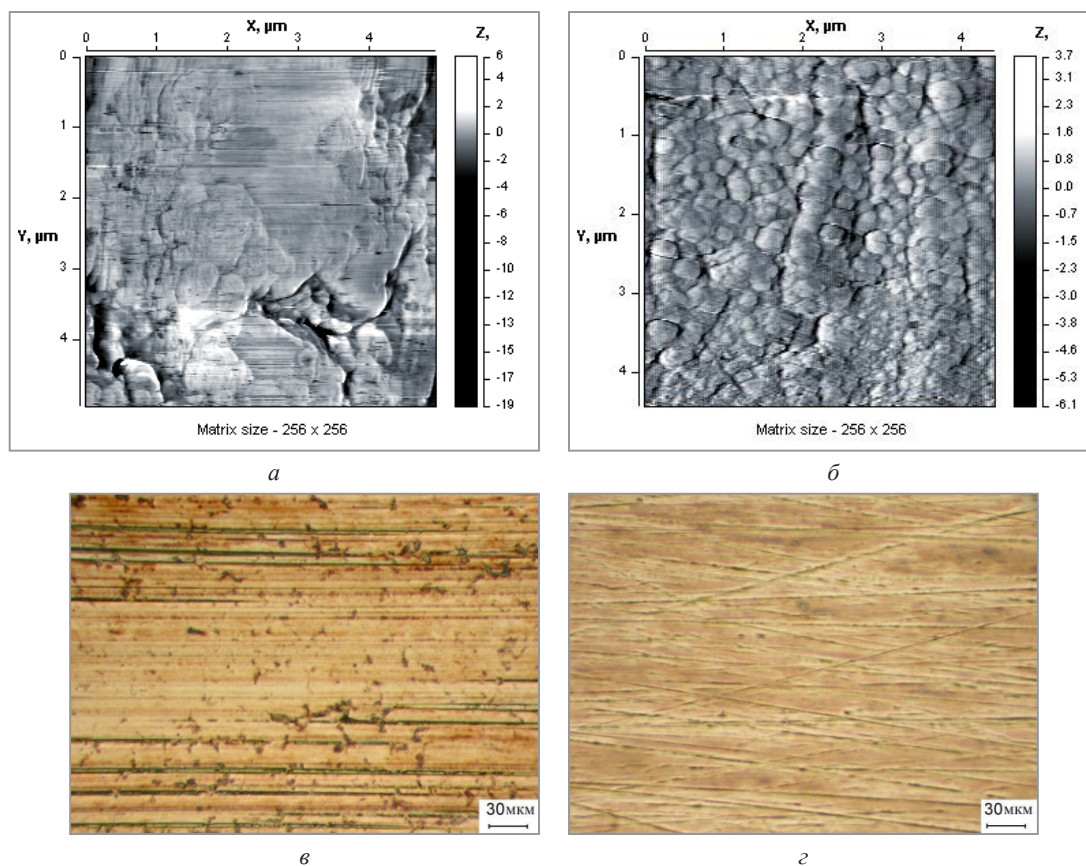 X, µm
0 1 2 3 4
Z,
Y, µm
0
1
2
3
4
6
4
2
0
-2
-4
-6
-8
-10
-12
-13
-15
-17
-19
Matrix size - 256 x 256
а
X, µm
0 1 2 3 4
Z,
Y, µm
0
1
2
3
4
3.7
3.1
2.3
1.6
0.8
0.0
-0.7
-1.5
-2.3
-3.0
-3.8
-4.6
-5.3
-6.1
Matrix size - 256 x 256
б
30мкм
в
30мкм
г